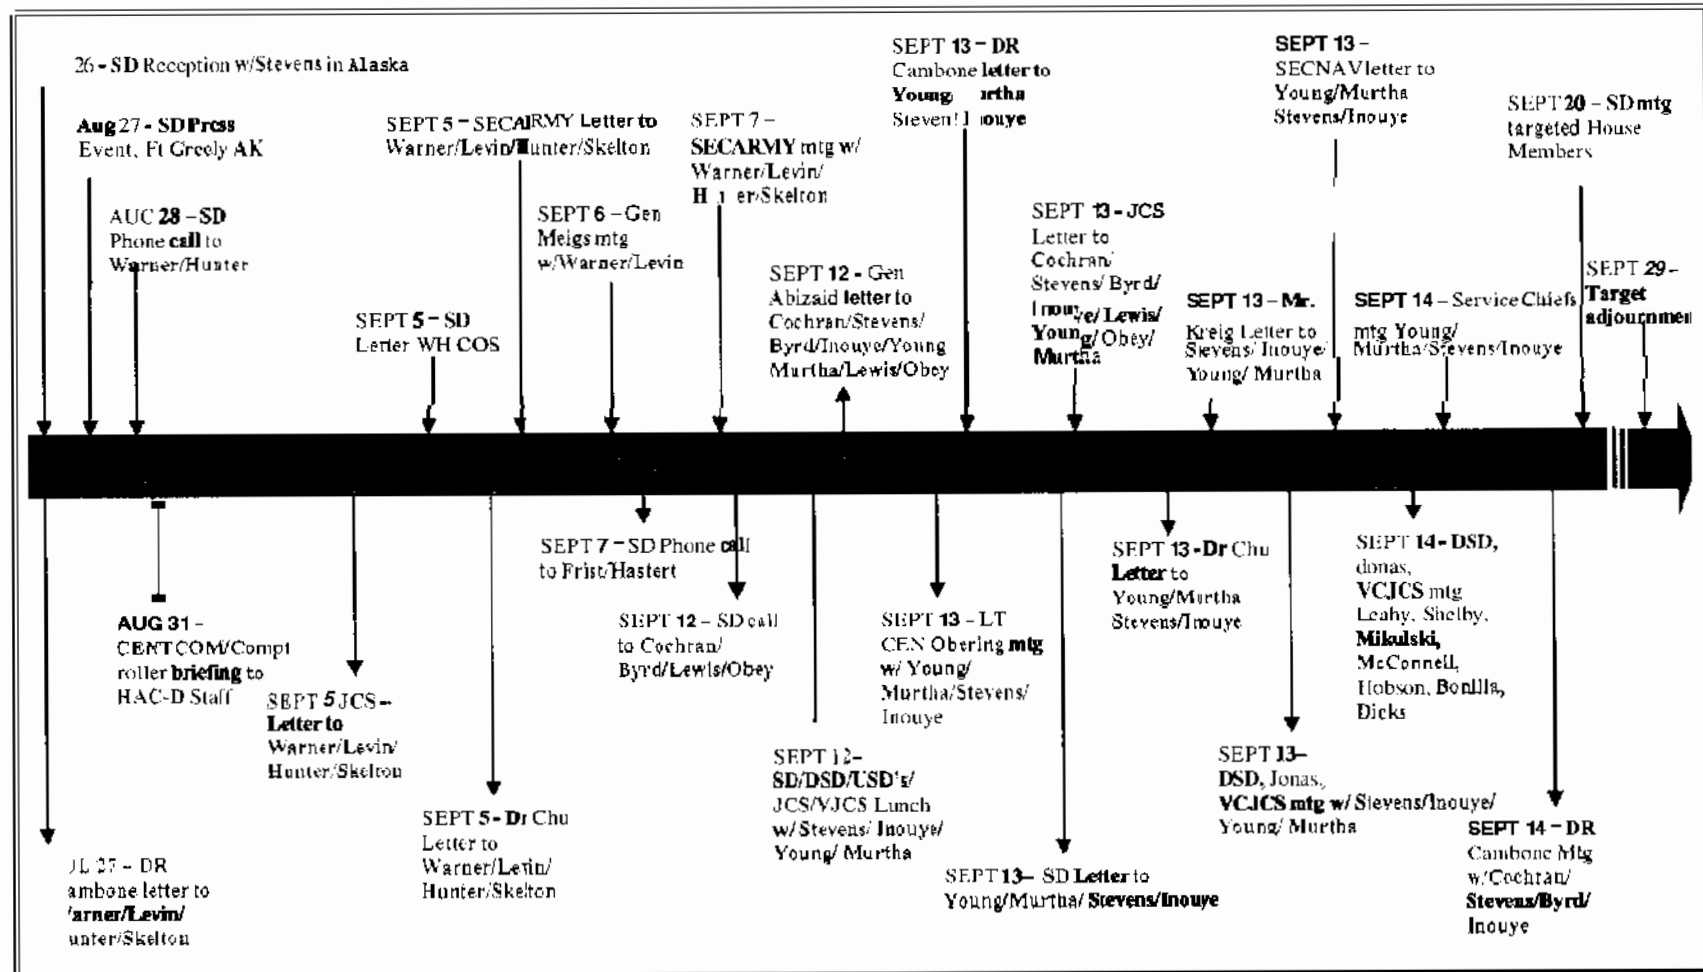 26 - SD Reception w/Stevens in Alaska
Aug 27 - SD Press
Event, Ft Greely AK
AUC 28 - SD
Phone call to
Warner/Hunter
SEPT 5 - SD
Letter WH COS
SEPT 5 - SECARMY Letter to
Warner/Levin/Hunter/Skelton
SEPT 6 - Gen
Meigs mtg
w/Warner/Levin
SEPT 7 -
SECARMY mtg w/
Warner/Levin/
H er/Skelton
SEPT 12 - Gen
Abizaid letter to
Cochran/Stevens/
Byrd/Inouye/Young
Murtha/Lewis/Obey
SEPT 13 - DR
Cambone letter to
Young/ urtha
Steven ouye
SEPT 13 - JCS
Letter to
Cochran/
Stevens/ Byrd/
Inouye/Lewis/
Young/ Obey/
Murtha
SEPT 13 - Mr.
Kreig Letter to
Stevens/ Inouye/
Young/ Murtha
SEPT 13 -
SECNAV letter to
Young/Murtha
Stevens/Inouye
SEPT 14 - Service Chiefs
mtg Young/
Murtha/Stevens/Inouye
SEPT 20 - SD mtg
targeted House
Members
SEPT 29 -
Target
adjournmen
JL 27 - DR
ambone letter to
arner/Levin/
unter/Skelton
AUG 31 -
CENTCOM/Compt
roller briefing to
HAC-D Staff
SEPT 5 JCS -
Letter to
Warner/Levin/
Hunter/Skelton
SEPT 5 - Dr Chu
Letter to
Warner/Levin/
Hunter/Skelton
SEPT 7 - SD Phone call
to Frist/Hastert
SEPT 12 - SD call
to Cochran/
Byrd/Lewis/Obey
SEPT 12-
SD/DSD/USD's/
JCS/VJCS Lunch
w/Stevens/ Inouye/
Young/ Murtha
SEPT 13 - LT
CEN Obering mtg
w/ Young/
Murtha/Stevens/
Inouye
SEPT 13- SD Letter to
Young/Murtha/ Stevens/Inouye
SEPT 13 - Dr Chu
Letter to
Young/Murtha
Stevens/Inouye
SEPT 13-
DSD, Jonas,
VCJCS mtg w/ Stevens/Inouye/
Young/ Murtha
SEPT 14 - DSD,
donas,
VCJCS mtg
Leahy, Shelby,
Mikulski,
McConnell,
Hobson, Bonilla,
Dicks
SEPT 14 - DR
Cambone Mtg
w/Cochran/
Stevens/Byrd/
Inouye